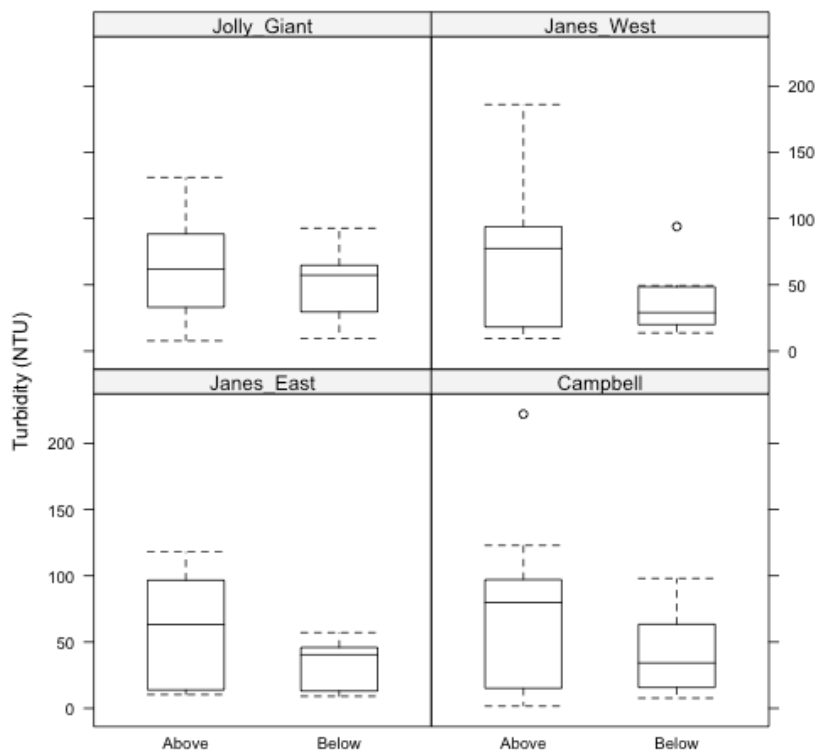 Jolly_Giant
Janes_West
200
150
100
50
0
Turbidity (NTU)
Janes_East
Campbell
200
150
100
50
0
Above
Below
Above
Below